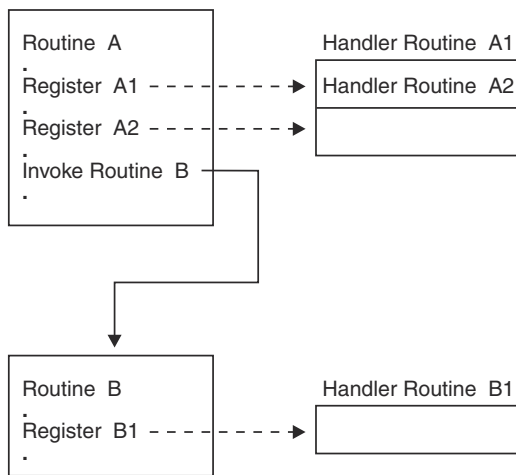 Routine A
.
Register A1
.
Register A2
.
Invoke Routine B
.
Handler Routine A1
Handler Routine A2
Routine B
.
Register B1
.
Handler Routine B1